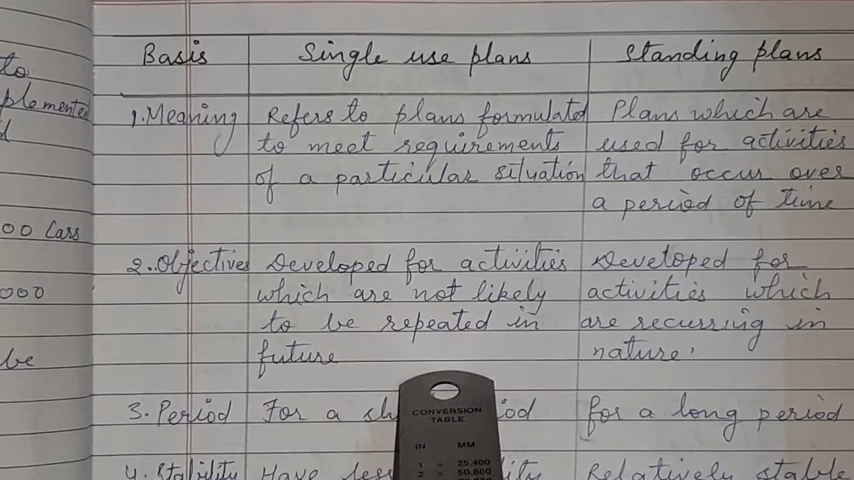 Basis Single use plans Standing plans
to
plemented
d
1. Meaning Refers to plans formulated Plans which are
to meet requirements used for activities
of a particular situation that occur over
a period of time
00 Cars
2. Objectives Developed for activities Developed for
000 which are not likely activities which
to be repeated in are recurring in
be future nature.
3. Period For a for a long period
CONVERSION
TABLE
IN MM
1 = 25.400
2 = 50.800
4. Stability Have Relatively stable